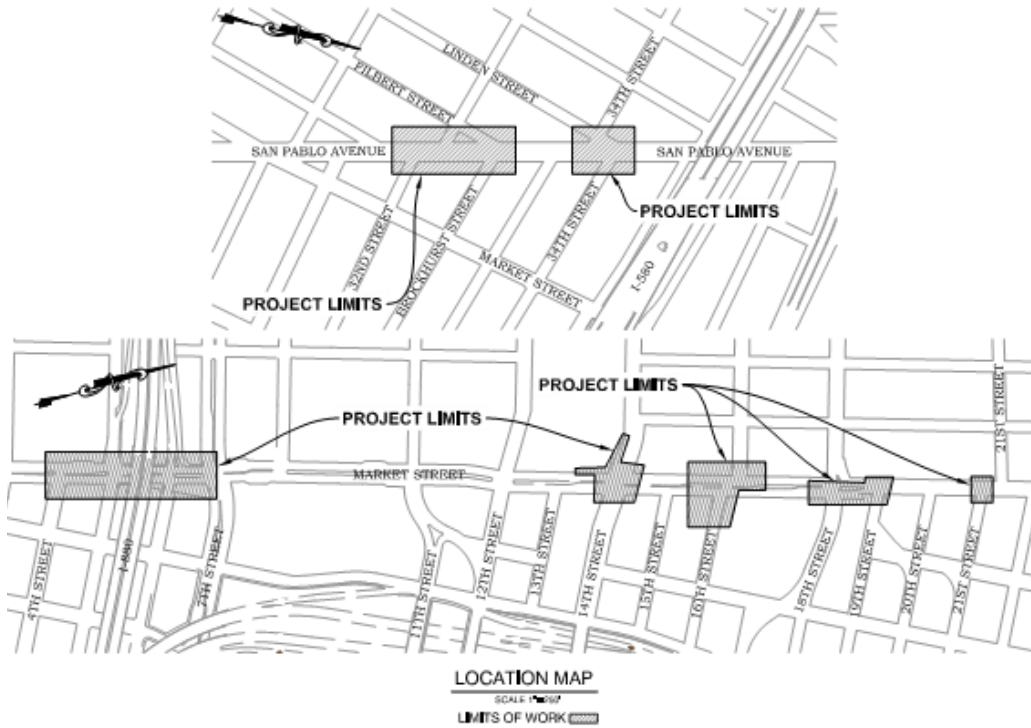 LINDEN STREET
34TH STREET
FILBERT STREET
SAN PABLO AVENUE
SAN PABLO AVENUE
PROJECT LIMITS
32ND STREET
BROCKHURST STREET
34TH STREET
MARKET STREET
I-580
PROJECT LIMITS
PROJECT LIMITS
PROJECT LIMITS
21ST STREET
MARKET STREET
4TH STREET
I-880
7TH STREET
11TH STREET
12TH STREET
13TH STREET
14TH STREET
15TH STREET
16TH STREET
18TH STREET
19TH STREET
20TH STREET
21ST STREET
LOCATION MAP
SCALE
LIMITS OF WORK